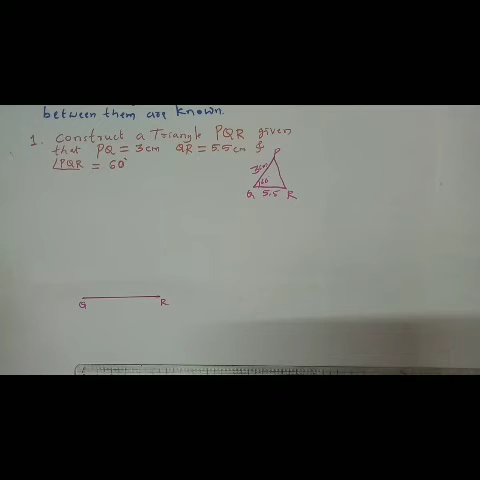 between them are known.
1. construct a Triangle PQR given
that PQ = 3cm QR = 5.5cm &
∠PQR = 60°
P
3cm
60
Q 5.5 R
Q R